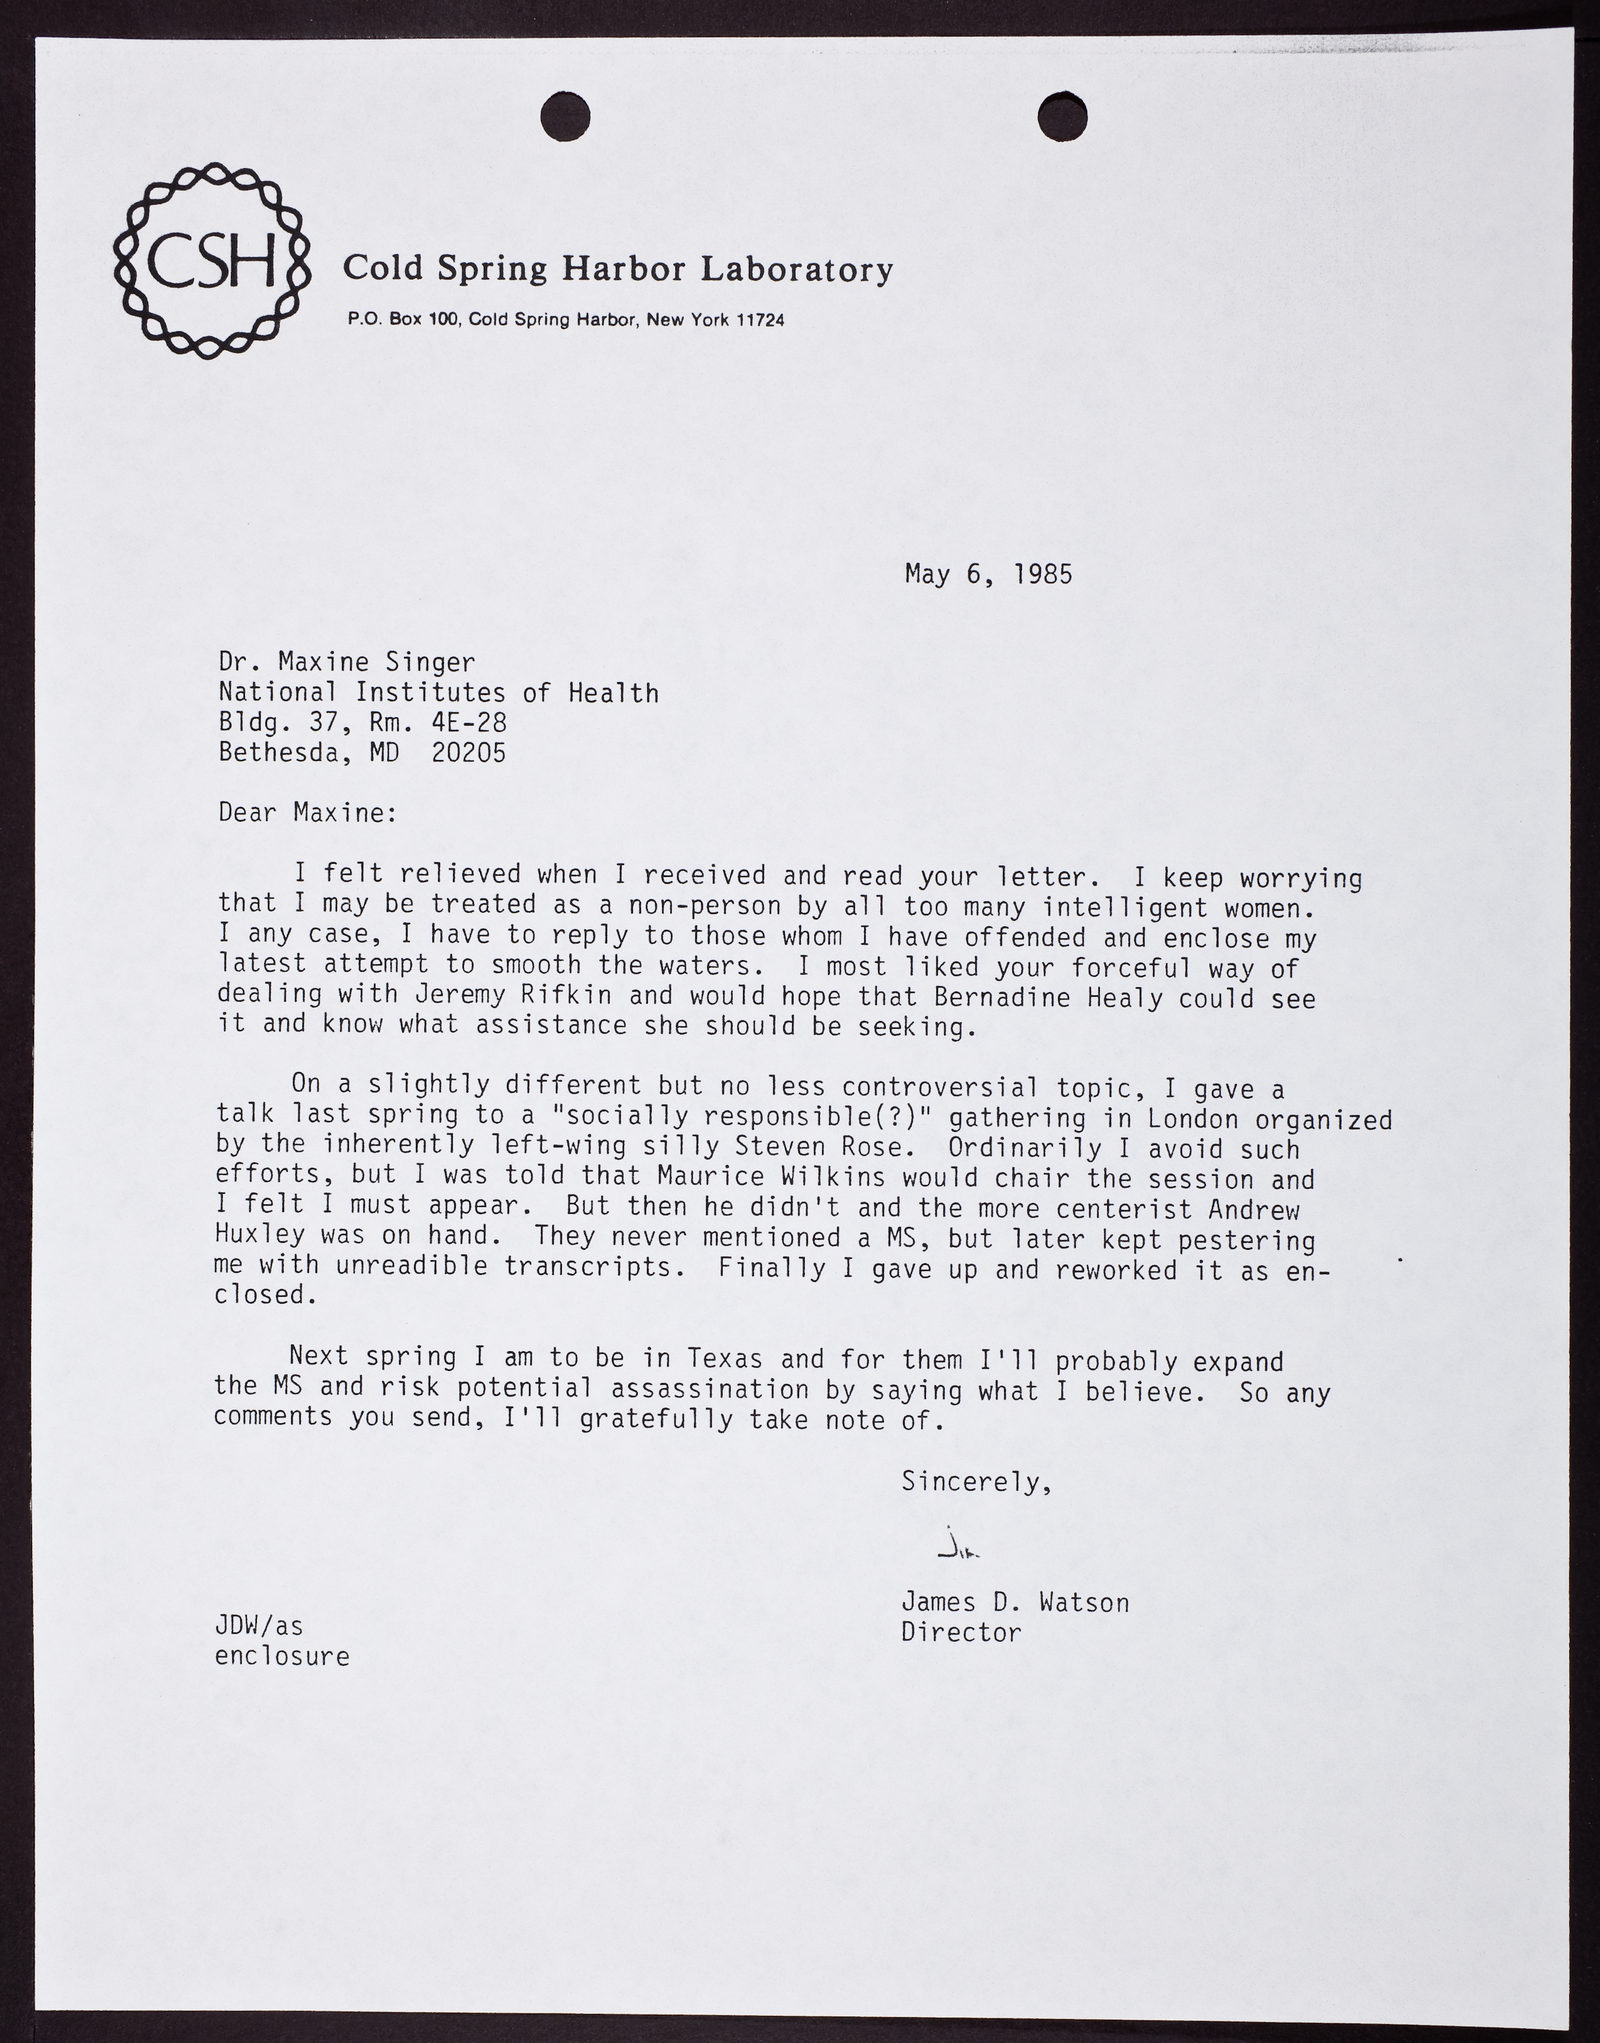 CSH
Cold Spring Harbor Laboratory
P.O. Box 100, Cold Spring Harbor, New York 11724
May 6, 1985
Dr. Maxine Singer
National Institutes of Health
Bldg. 37, Rm. 4E-28
Bethesda, MD 20205
Dear Maxine:
I felt relieved when I received and read your letter. I keep worrying
that I may be treated as a non-person by all too many intelligent women.
I any case, I have to reply to those whom I have offended and enclose my
latest attempt to smooth the waters. I most liked your forceful way of
dealing with Jeremy Rifkin and would hope that Bernadine Healy could see
it and know what assistance she should be seeking.
On a slightly different but no less controversial topic, I gave a
talk last spring to a "socially responsible(?)" gathering in London organized
by the inherently left-wing silly Steven Rose. Ordinarily I avoid such
efforts, but I was told that Maurice Wilkins would chair the session and
I felt I must appear. But then he didn't and the more centerist Andrew
Huxley was on hand. They never mentioned a MS, but later kept pestering
me with unreadible transcripts. Finally I gave up and reworked it as en-
closed.
Next spring I am to be in Texas and for them I'll probably expand
the MS and risk potential assassination by saying what I believe. So any
comments you send, I'll gratefully take note of.
Sincerely,
Jim
James D. Watson
Director
JDW/as
enclosure